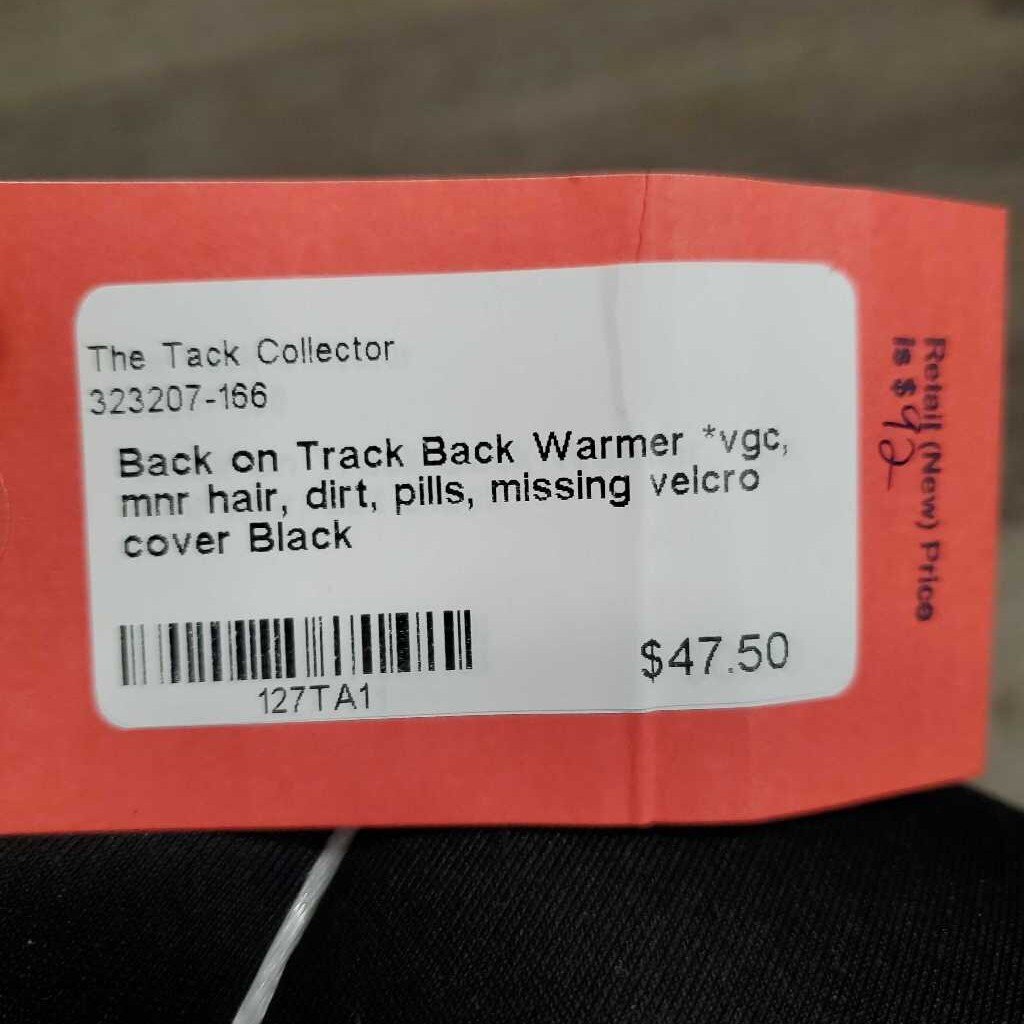 The Tack Collector
323207-166
Back on Track Back Warmer *vgc,
mnr hair, dirt, pills, missing velcro
cover Black
127TA1
$47.50
Retail (New) Price
is $92